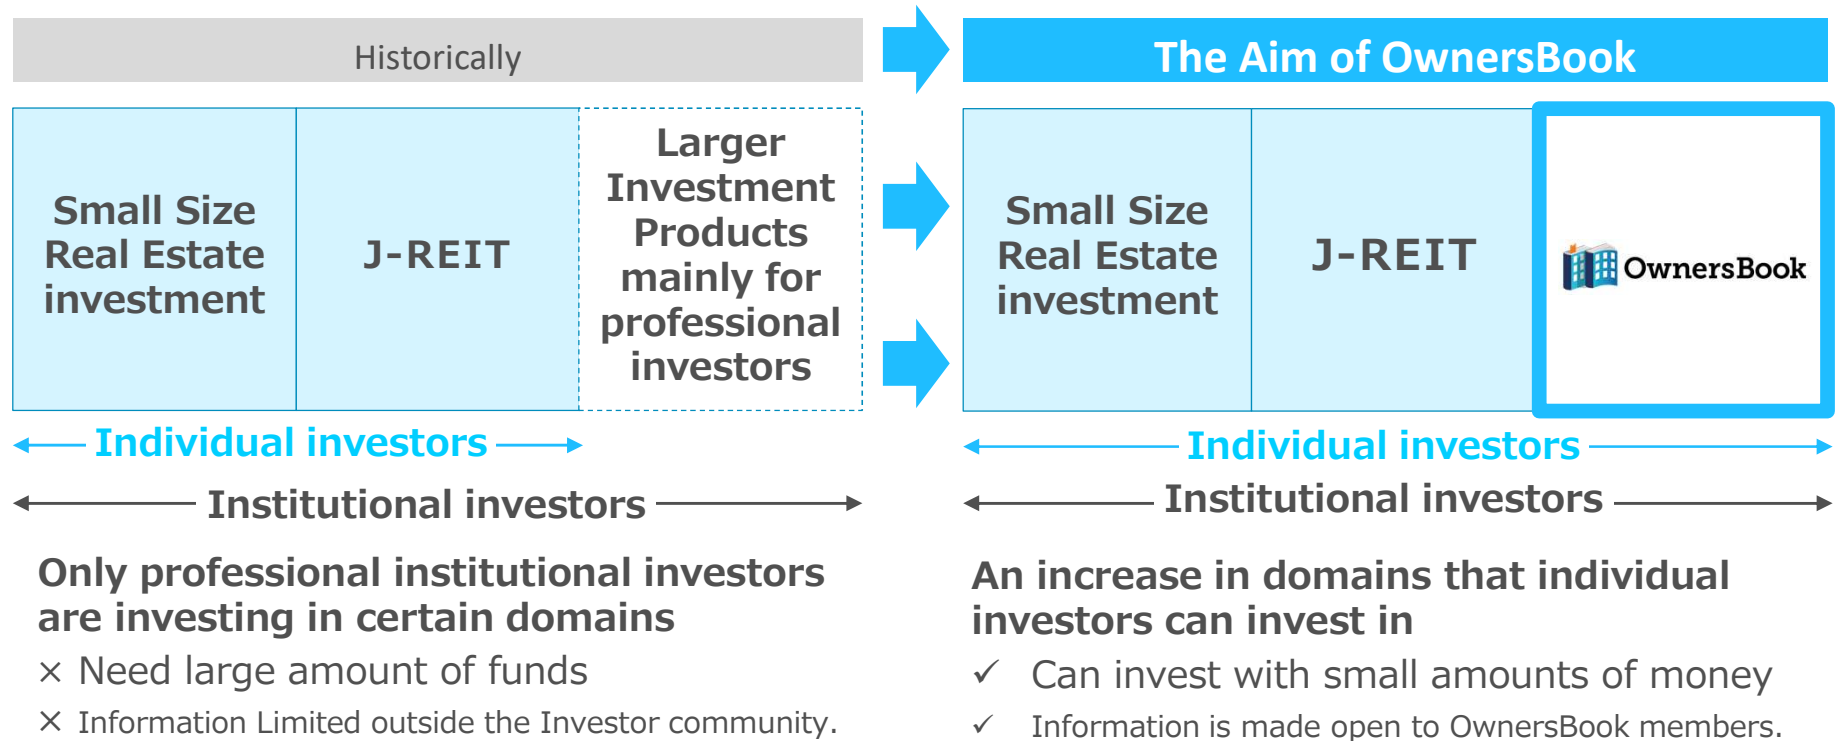 Historically
Small Size
Real Estate
investment
J-REIT
Larger
Investment
Products
mainly for
professional
investors
Individual investors
Institutional investors
Only professional institutional investors
are investing in certain domains
× Need large amount of funds
× Information Limited outside the Investor community.
The Aim of OwnersBook
Small Size
Real Estate
investment
J-REIT
OwnersBook
Individual investors
Institutional investors
An increase in domains that individual
investors can invest in
✓ Can invest with small amounts of money
✓ Information is made open to OwnersBook members.